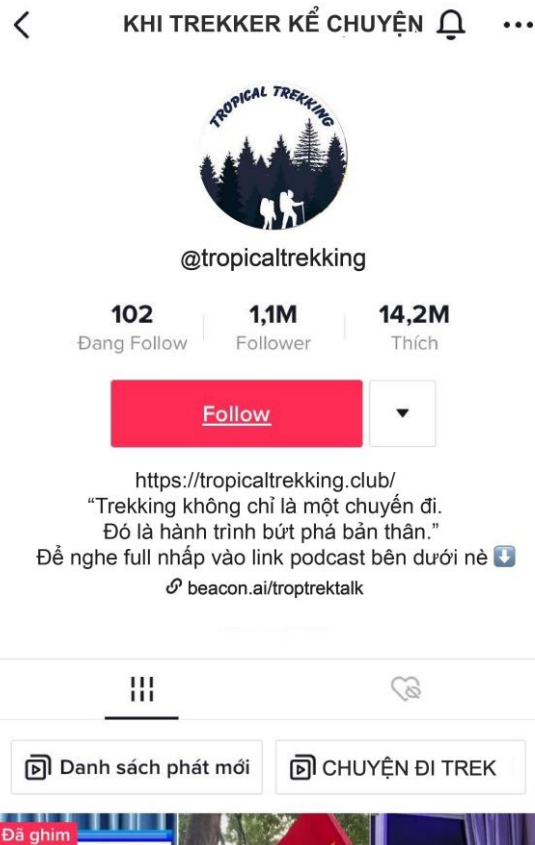 KHI TREKKER KỂ CHUYỆN
TROPICAL TREKKING
@tropicaltrekking
102 1,1M 14,2M
Đang Follow Follower Thích
Follow
https://tropicaltrekking.club/
“Trekking không chỉ là một chuyến đi.
Đó là hành trình bứt phá bản thân.”
Để nghe full nhấp vào link podcast bên dưới nè ⬇️
beacon.ai/troptrektalk
Danh sách phát mới CHUYỆN ĐI TREK
Đã ghim